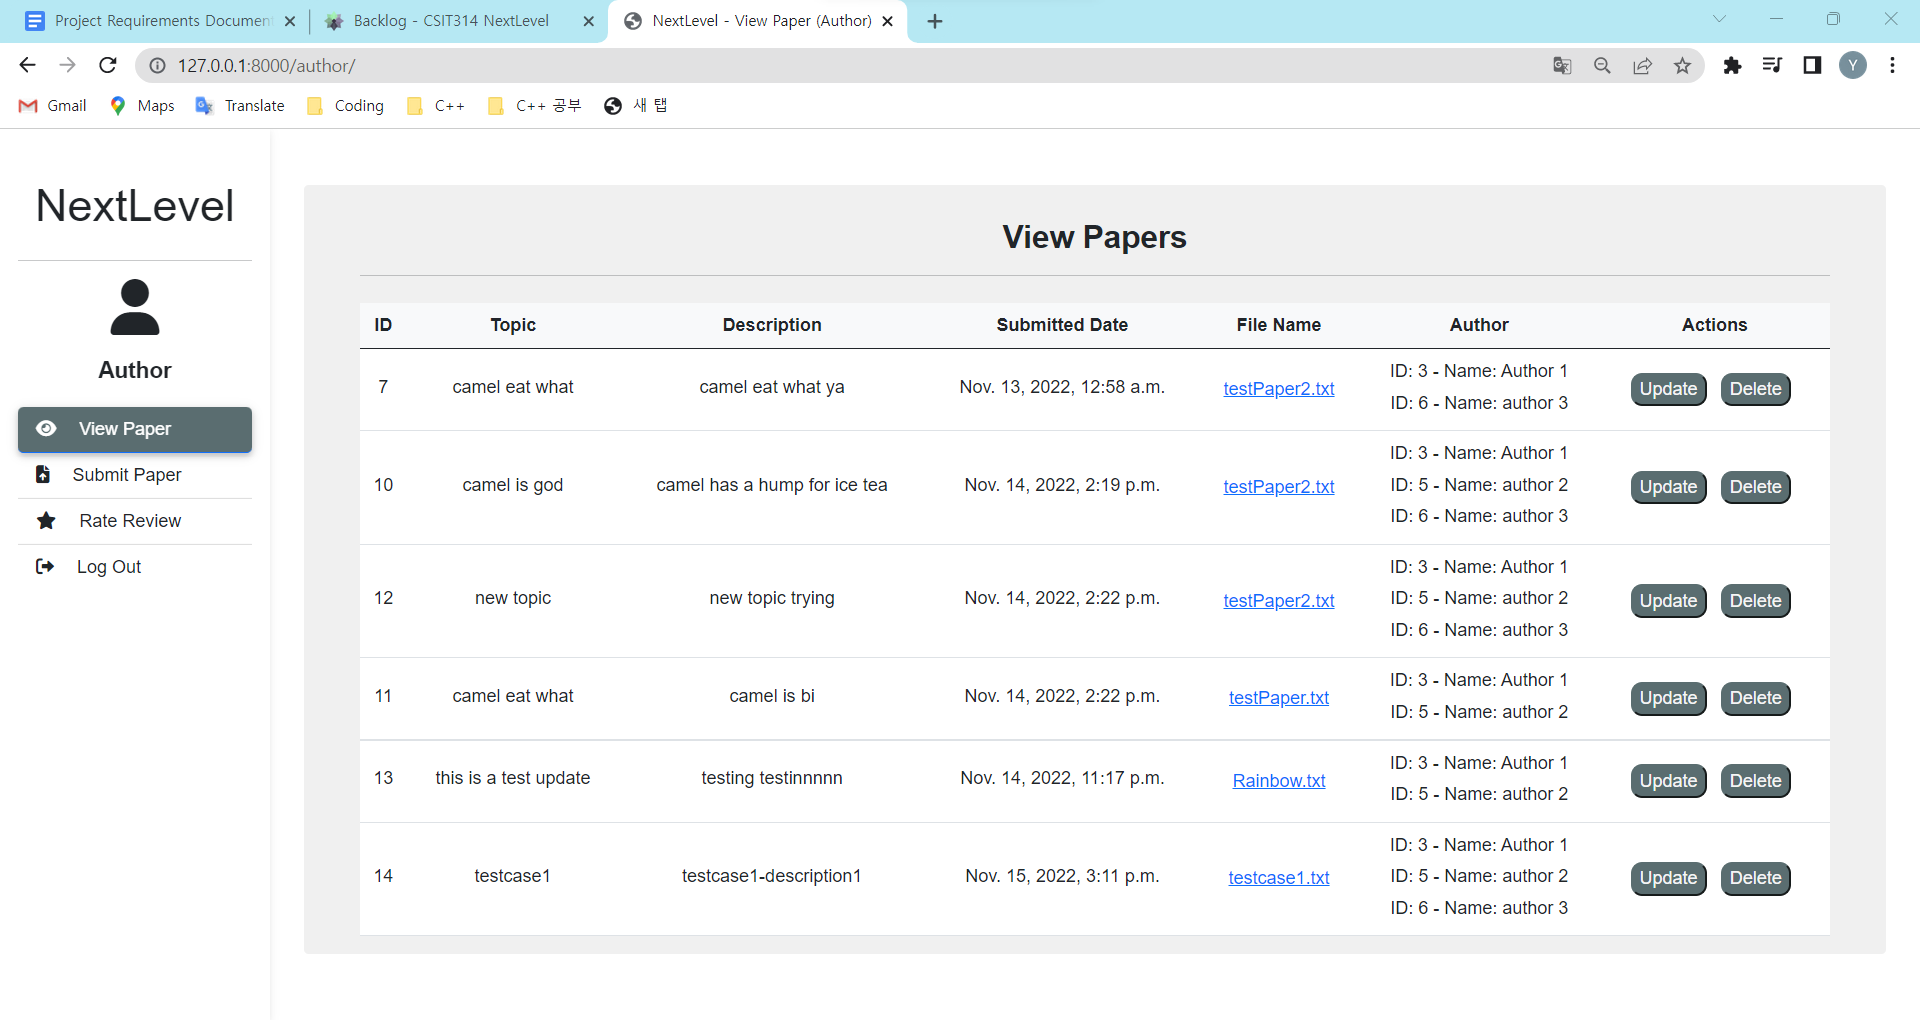 Project Requirements Documen
Backlog - CSIT314 NextLevel
NextLevel - View Paper (Author)
127.0.0.1:8000/author/
Y
Gmail
Maps
Translate
Coding
C++
C++ 공부
새 탭
NextLevel
Author
View Paper
Submit Paper
Rate Review
Log Out
View Papers
ID Topic Description Submitted Date File Name Author Actions
7 camel eat what camel eat what ya Nov. 13, 2022, 12:58 a.m. testPaper2.txt ID: 3 - Name: Author 1
ID: 6 - Name: author 3
Update Delete
10 camel is god camel has a hump for ice tea Nov. 14, 2022, 2:19 p.m. testPaper2.txt ID: 3 - Name: Author 1
ID: 5 - Name: author 2
ID: 6 - Name: author 3
Update Delete
12 new topic new topic trying Nov. 14, 2022, 2:22 p.m. testPaper2.txt ID: 3 - Name: Author 1
ID: 5 - Name: author 2
ID: 6 - Name: author 3
Update Delete
11 camel eat what camel is bi Nov. 14, 2022, 2:22 p.m. testPaper.txt ID: 3 - Name: Author 1
ID: 5 - Name: author 2
Update Delete
13 this is a test update testing testinnnnn Nov. 14, 2022, 11:17 p.m. Rainbow.txt ID: 3 - Name: Author 1
ID: 5 - Name: author 2
Update Delete
14 testcase1 testcase1-description1 Nov. 15, 2022, 3:11 p.m. testcase1.txt ID: 3 - Name: Author 1
ID: 5 - Name: author 2
ID: 6 - Name: author 3
Update Delete